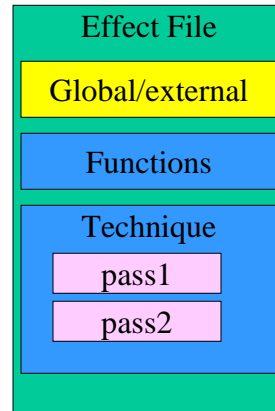 Effect File
Global/external
Functions
Technique
pass1
pass2